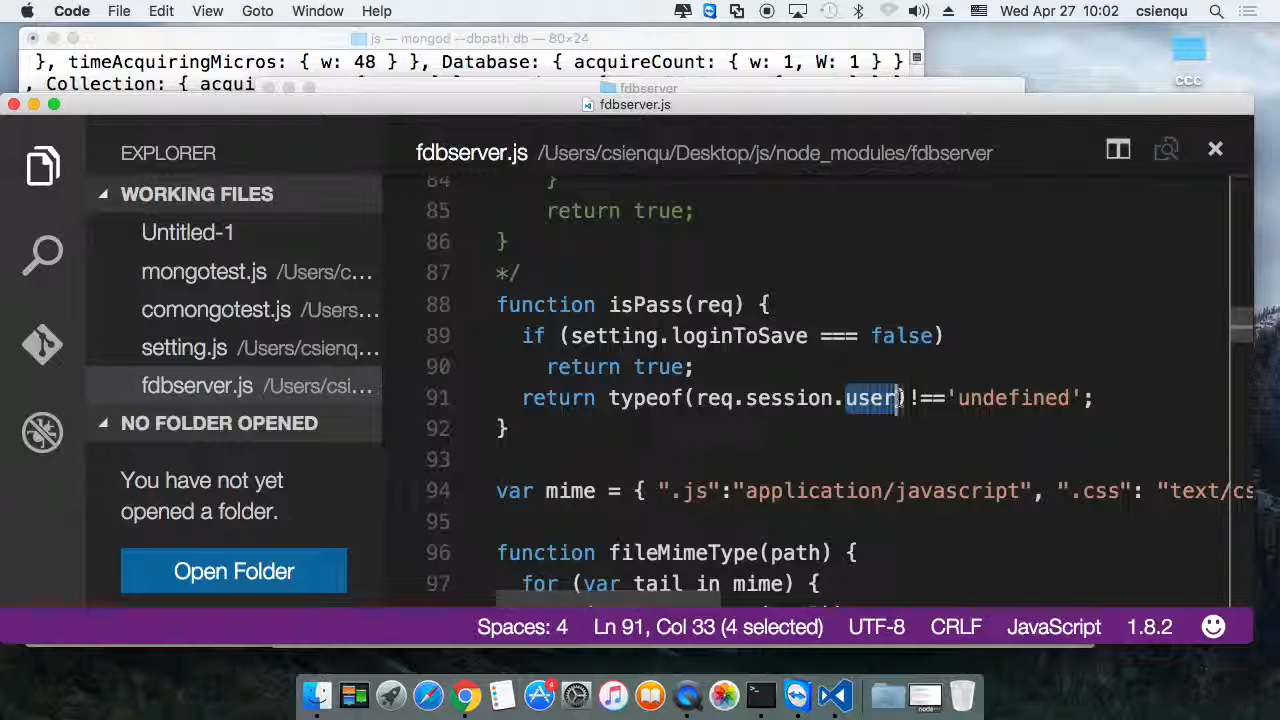 Code File Edit View Goto Window Help Wed Apr 27 10:02 csienqu
js — mongod --dbpath db — 80×24
}, timeAcquiringMicros: { w: 48 } }, Database: { acquireCount: { w: 1, W: 1 } }
, Collection: { acqui
ccc
fdbserver
fdbserver.js
EXPLORER
WORKING FILES
Untitled-1
mongotest.js /Users/c...
comongotest.js /Users...
setting.js /Users/csienq...
fdbserver.js /Users/csi...
NO FOLDER OPENED
You have not yet
opened a folder.
Open Folder
fdbserver.js /Users/csienqu/Desktop/js/node_modules/fdbserver
84 }
85 return true;
86 }
87 */
88 function isPass(req) {
89 if (setting.loginToSave === false)
90 return true;
91 return typeof(req.session.user)!=='undefined';
92 }
93
94 var mime = { ".js":"application/javascript", ".css": "text/cs
95
96 function fileMimeType(path) {
97 for (var tail in mime) {
Spaces: 4 Ln 91, Col 33 (4 selected) UTF-8 CRLF JavaScript 1.8.2
4